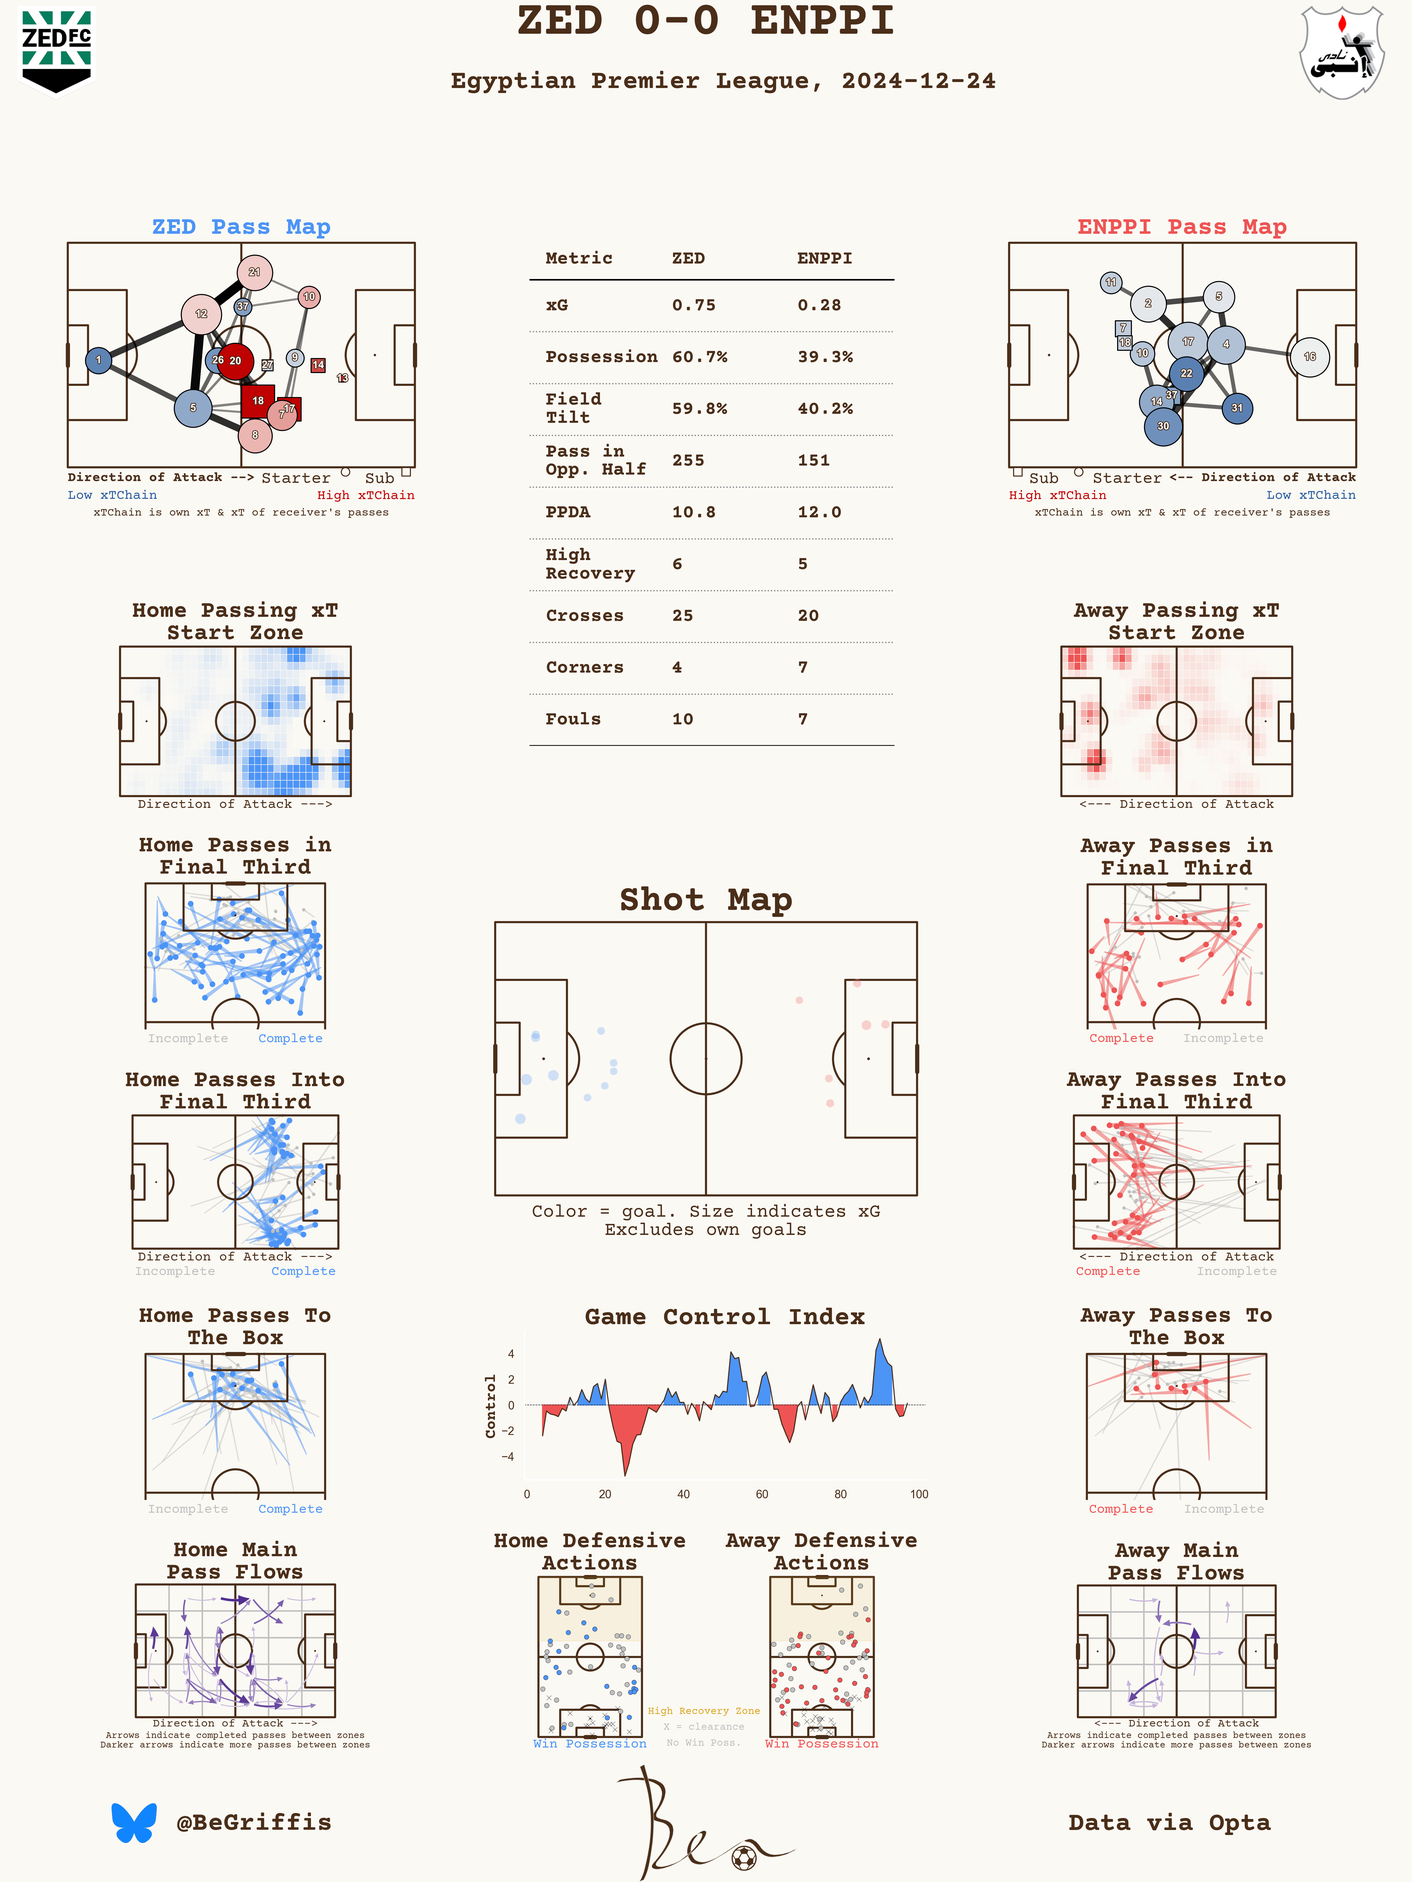 ZED 0-0 ENPPI
Egyptian Premier League, 2024-12-24
ZED FC
نادي
إنبي
ZED Pass Map
21
10
37
12
1
26
20
27
9
14
13
18
17
7
5
8
Direction of Attack --> Starter Sub
Low xTChain High xTChain
xTChain is own xT & xT of receiver's passes
Metric ZED ENPPI
xG 0.75 0.28
Possession 60.7% 39.3%
Field
Tilt 59.8% 40.2%
Pass in
Opp. Half 255 151
PPDA 10.8 12.0
High
Recovery 6 5
Crosses 25 20
Corners 4 7
Fouls 10 7
ENPPI Pass Map
11
2
5
7
18
10
17
4
16
22
37
14
31
30
Sub Starter <-- Direction of Attack
High xTChain Low xTChain
xTChain is own xT & xT of receiver's passes
Home Passing xT
Start Zone
Direction of Attack --->
Away Passing xT
Start Zone
<--- Direction of Attack
Home Passes in
Final Third
Incomplete Complete
Away Passes in
Final Third
Complete Incomplete
Shot Map
Color = goal. Size indicates xG
Excludes own goals
Home Passes Into
Final Third
Direction of Attack --->
Incomplete Complete
Away Passes Into
Final Third
<--- Direction of Attack
Complete Incomplete
Home Passes To
The Box
Incomplete Complete
Game Control Index
Control
4
2
0
−2
−4
0 20 40 60 80 100
Away Passes To
The Box
Complete Incomplete
Home Main
Pass Flows
Direction of Attack --->
Arrows indicate completed passes between zones
Darker arrows indicate more passes between zones
Home Defensive
Actions
Win Possession
Away Defensive
Actions
Win Possession
High Recovery Zone
X = clearance
No Win Poss.
Away Main
Pass Flows
<--- Direction of Attack
Arrows indicate completed passes between zones
Darker arrows indicate more passes between zones
@BeGriffis
Ben
Data via Opta